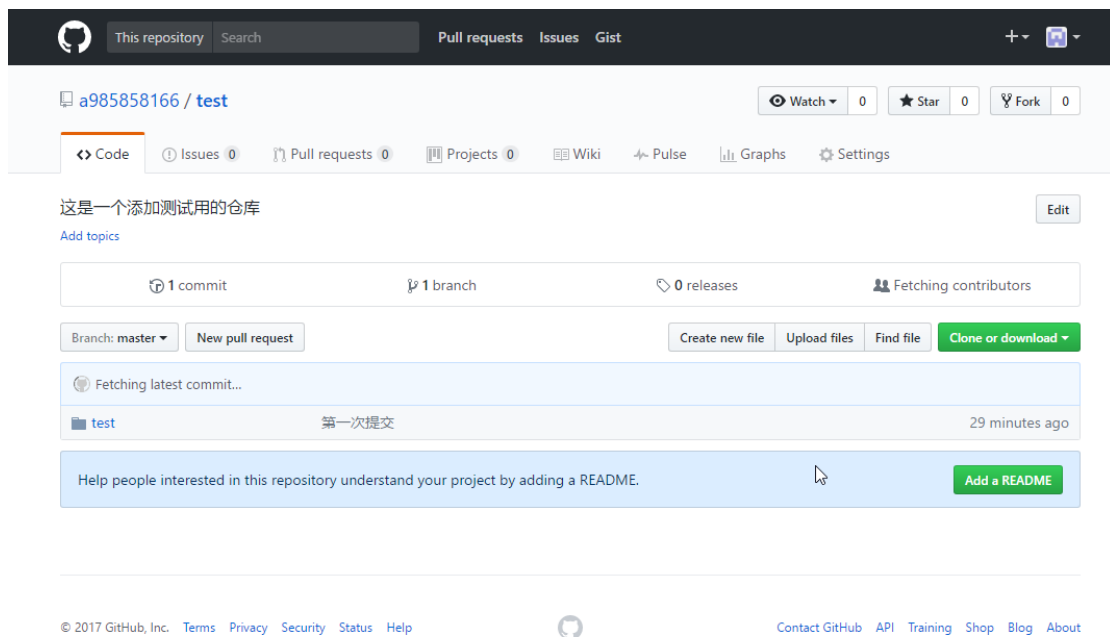 This repository Search Pull requests Issues Gist
a985858166 / test Watch 0 Star 0 Fork 0
Code Issues 0 Pull requests 0 Projects 0 Wiki Pulse Graphs Settings
这是一个添加测试用的仓库 Edit
Add topics
1 commit 1 branch 0 releases Fetching contributors
Branch: master New pull request Create new file Upload files Find file Clone or download
Fetching latest commit...
test 第一次提交 29 minutes ago
Help people interested in this repository understand your project by adding a README. Add a README
© 2017 GitHub, Inc. Terms Privacy Security Status Help Contact GitHub API Training Shop Blog About